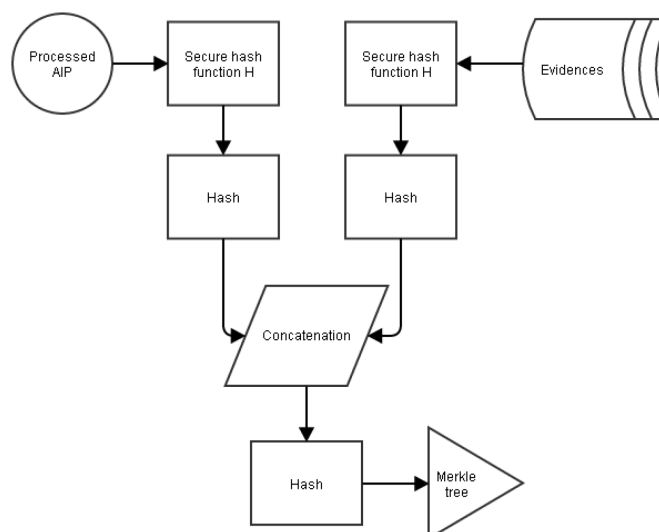 Processed
AIP
Secure hash
function H
Secure hash
function H
Evidences
Hash
Hash
Concatenation
Hash
Merkle
tree